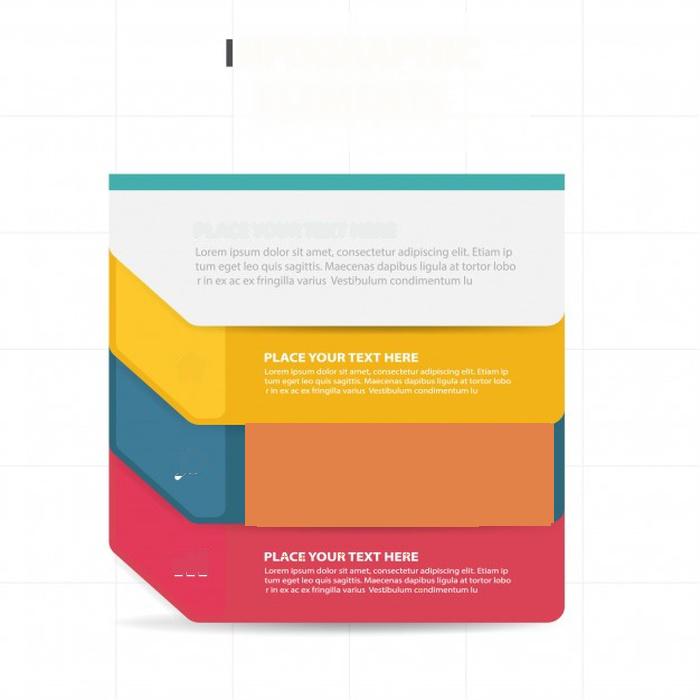 PLACE YOUR TEXT HERE
Lorem ipsum dolor sit amet, consectetur adipiscing elit. Etiam ip
tum eget leo quis sagittis. Maecenas dapibus ligula at tortor lobo
r in ex ac ex fringilla varius Vestibulum condimentum lu
PLACE YOUR TEXT HERE
Lorem ipsum dolor sit amet, consectetur adipiscing elit. Etiam ip
tum eget leo quis sagittis. Maecenas dapibus ligula at tortor lobo
r in ex ac ex fringilla varius Vestibulum condimentum lu
PLACE YOUR TEXT HERE
Lorem ipsum dolor sit amet, consectetur adipiscing elit. Etiam ip
tum eget leo quis sagittis. Maecenas dapibus ligula at tortor lobo
r in ex ac ex fringilla varius Vestibulum condimentum lu